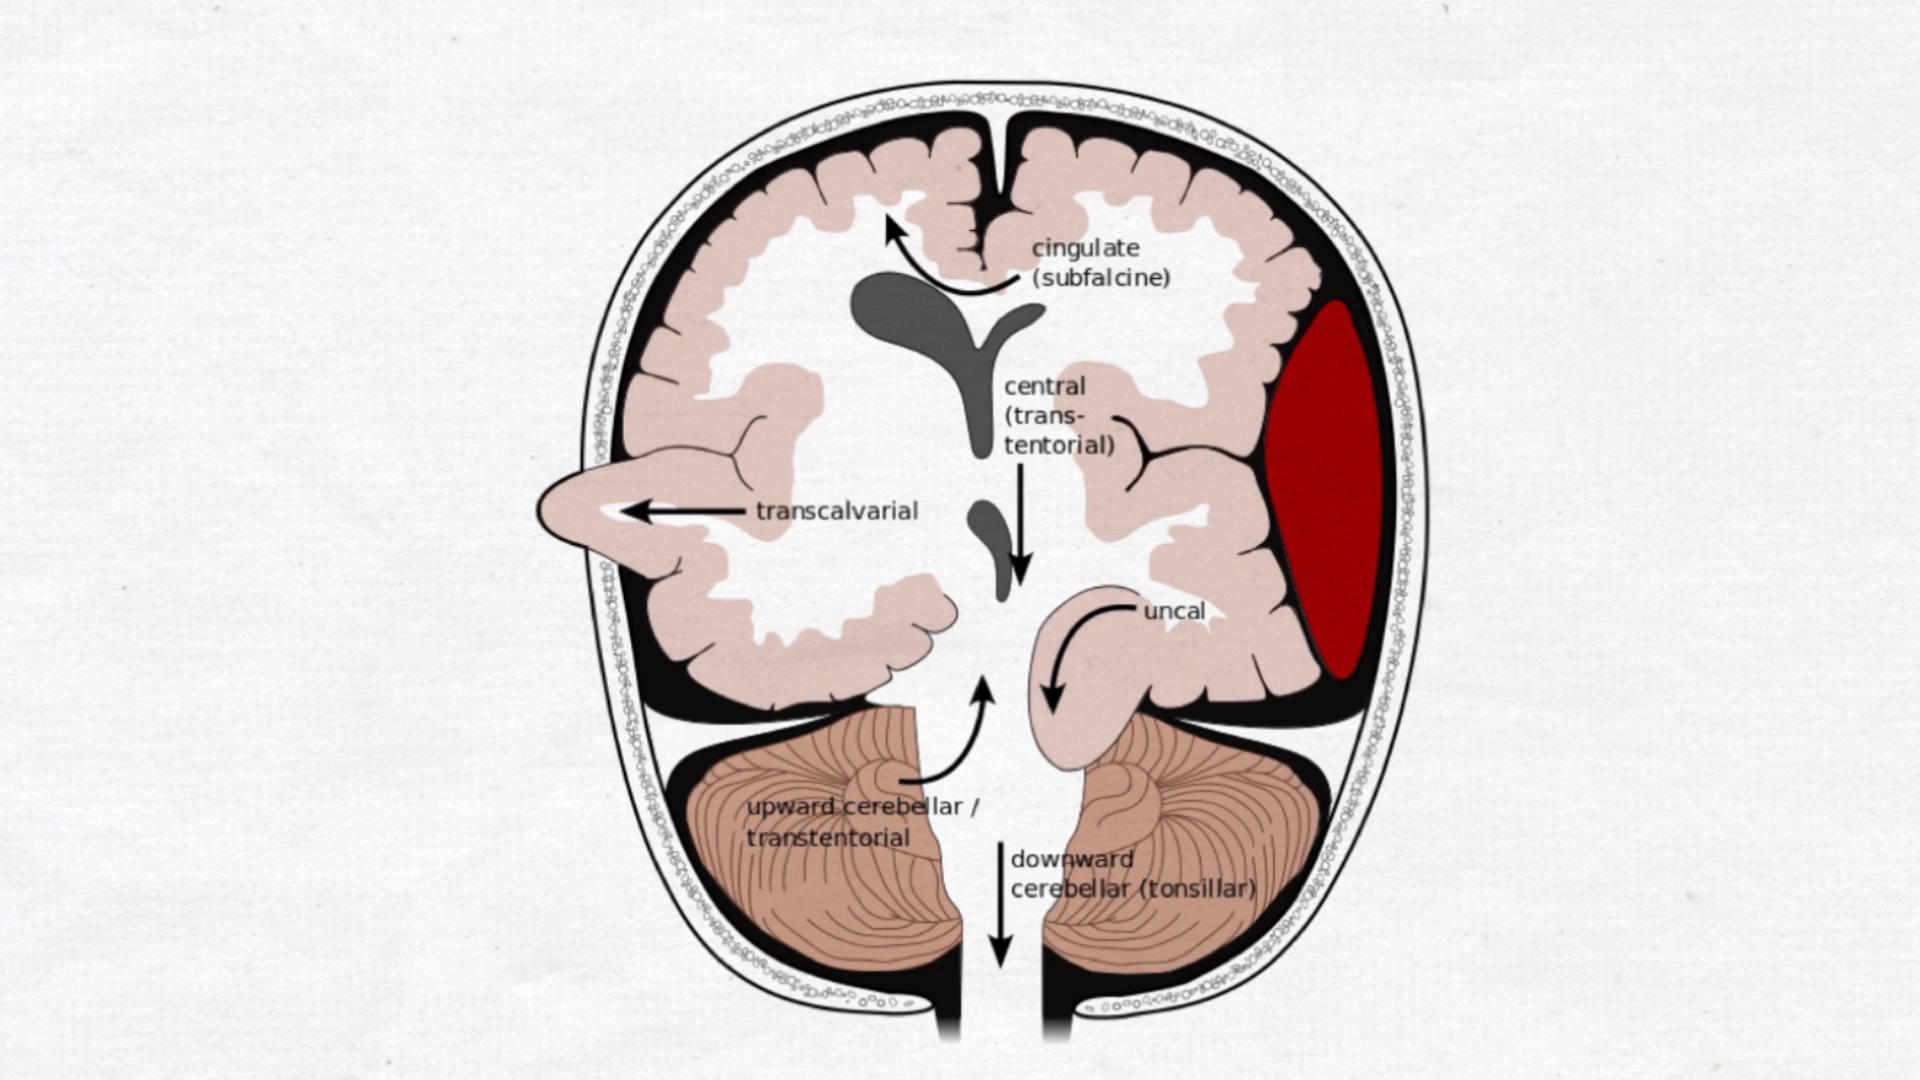 cingulate
(subfalcine)
central
(trans-
tentorial)
transcalvarial
uncal
upward cerebellar /
transtentorial
downward
cerebellar (tonsillar)